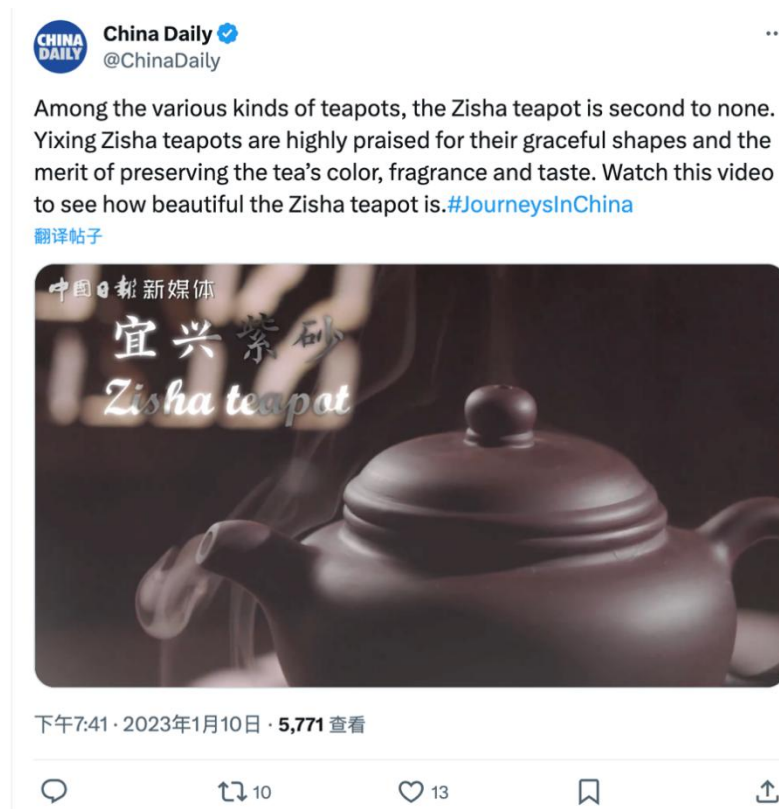 CHINA
DAILY
China Daily
@ChinaDaily
Among the various kinds of teapots, the Zisha teapot is second to none.
Yixing Zisha teapots are highly praised for their graceful shapes and the
merit of preserving the tea’s color, fragrance and taste. Watch this video
to see how beautiful the Zisha teapot is.#JourneysInChina
翻译帖子
中国日报新媒体
宜兴紫砂
Zisha teapot
下午7:41 · 2023年1月10日 · 5,771 查看
10 13